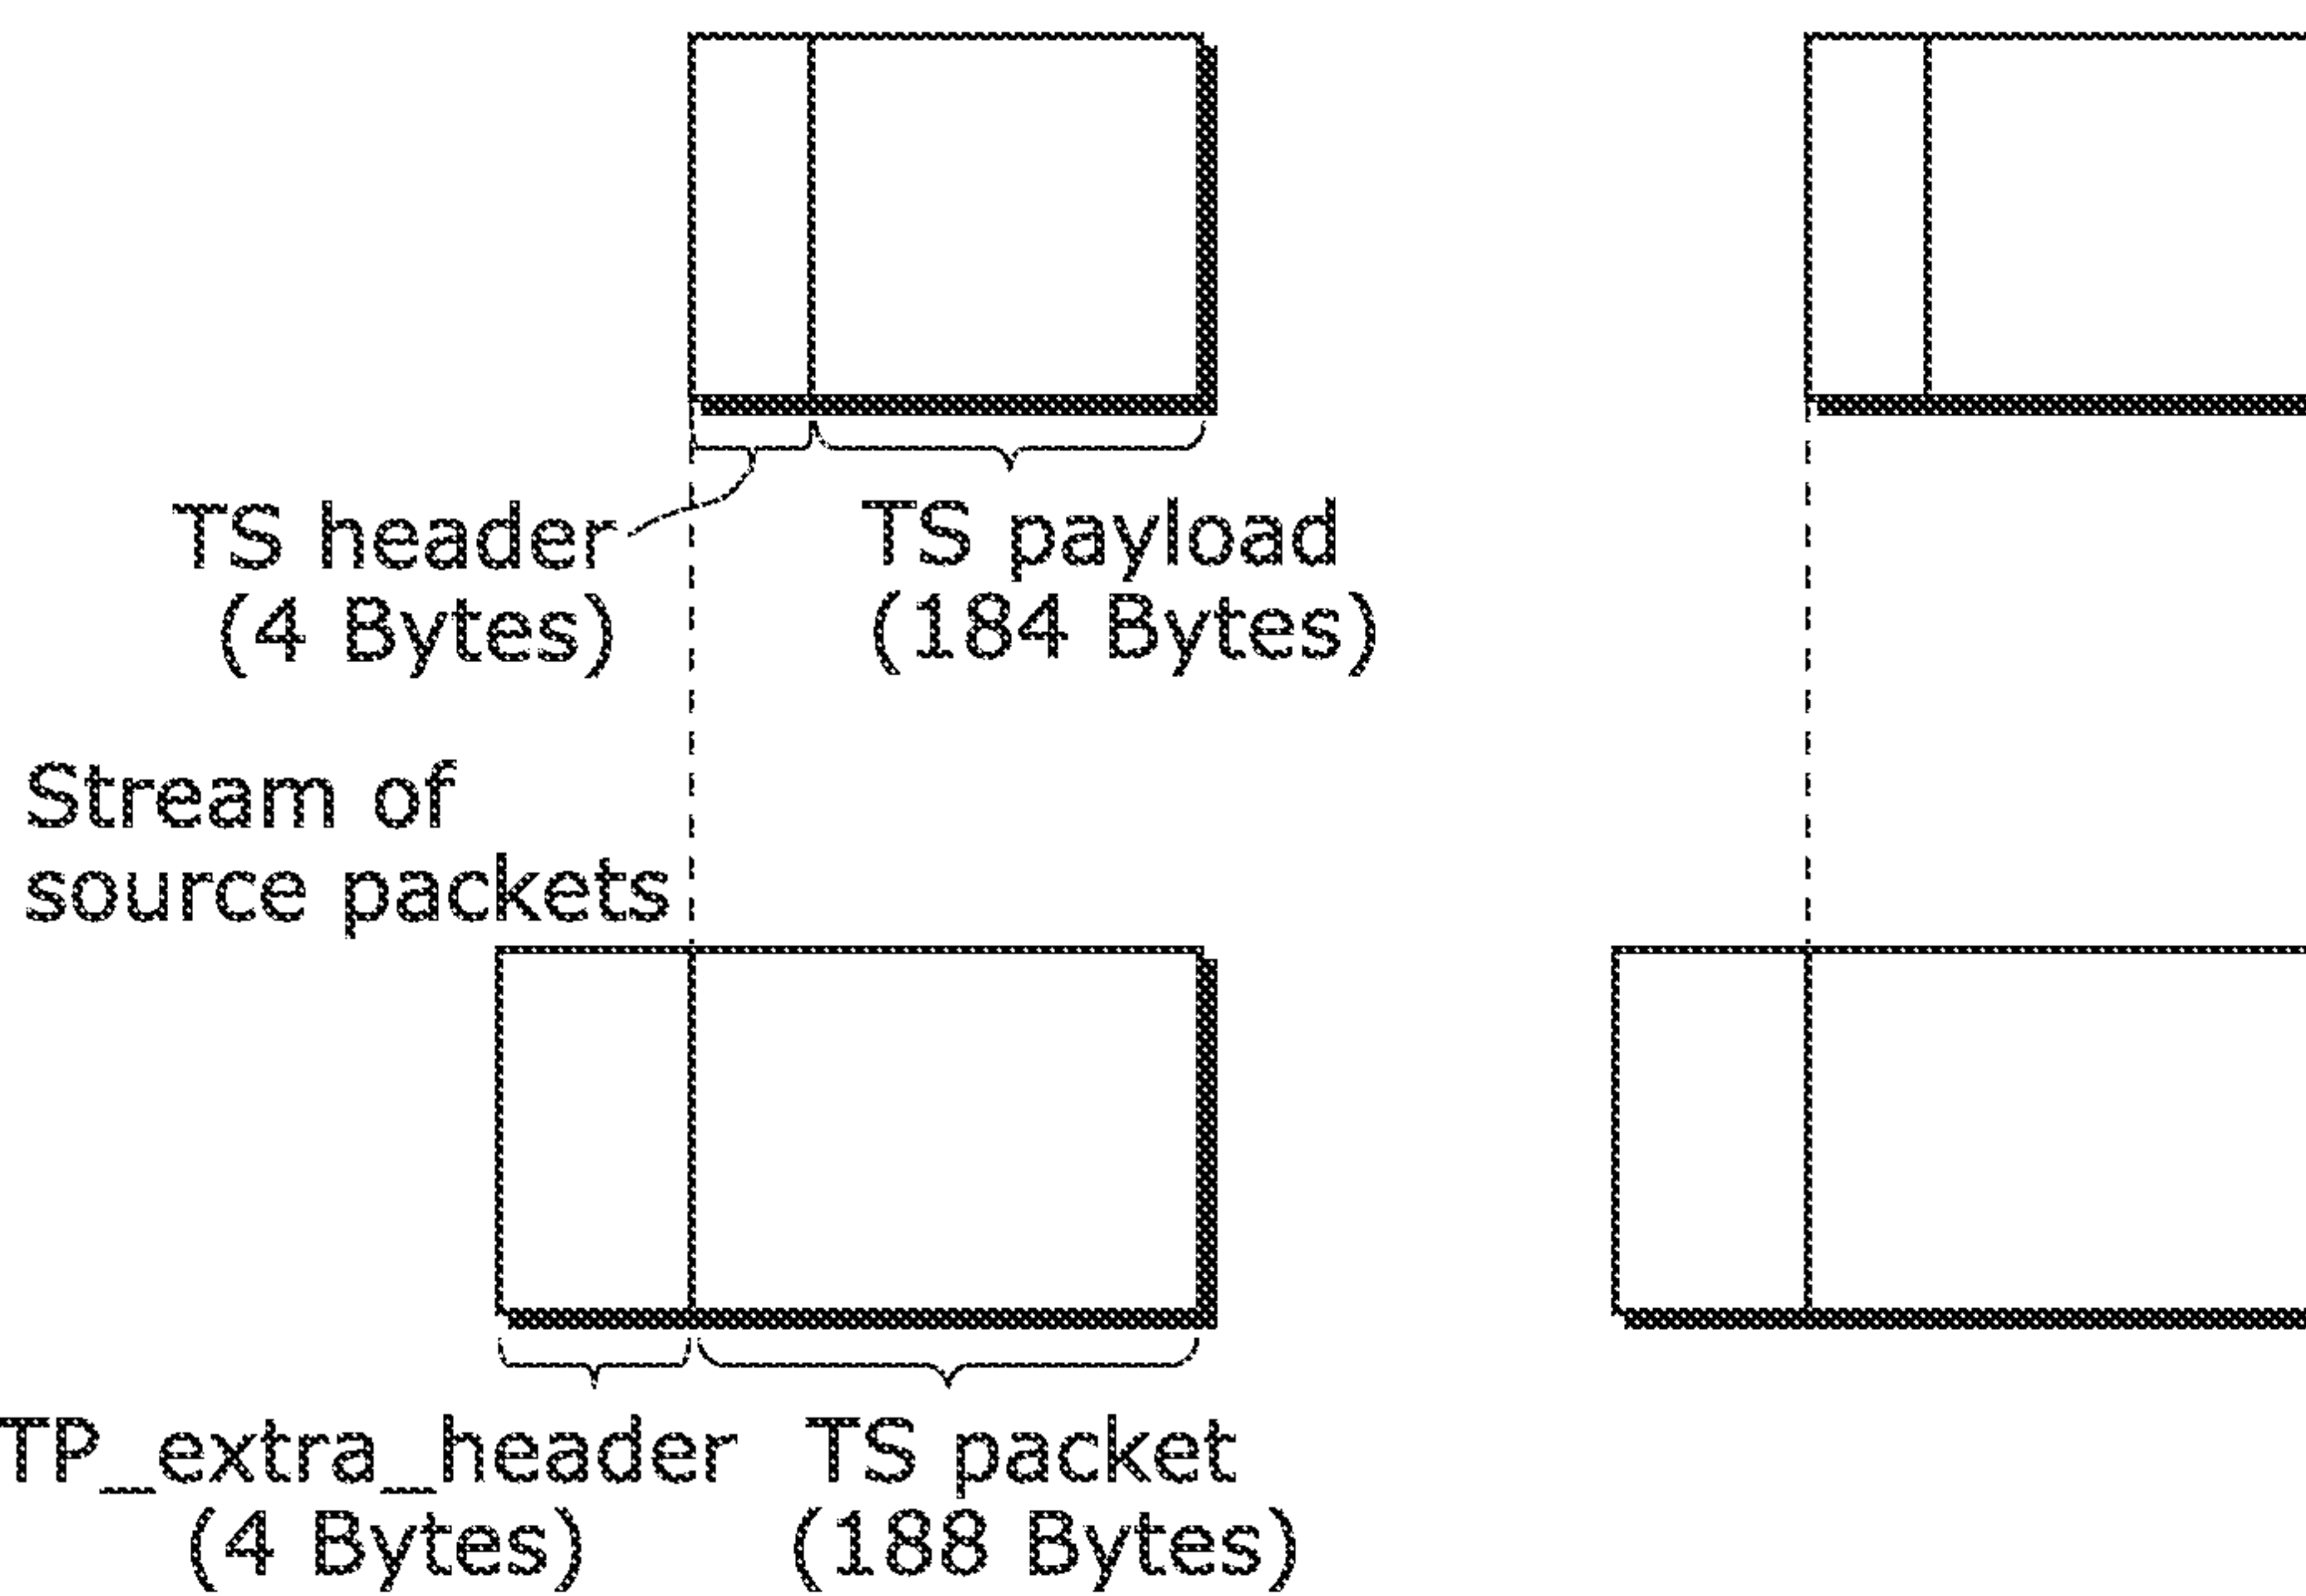 TS header
(4 Bytes)
TS payload
(184 Bytes)
Stream of
source packets
TP_extra_header
(4 Bytes)
TS packet
(188 Bytes)